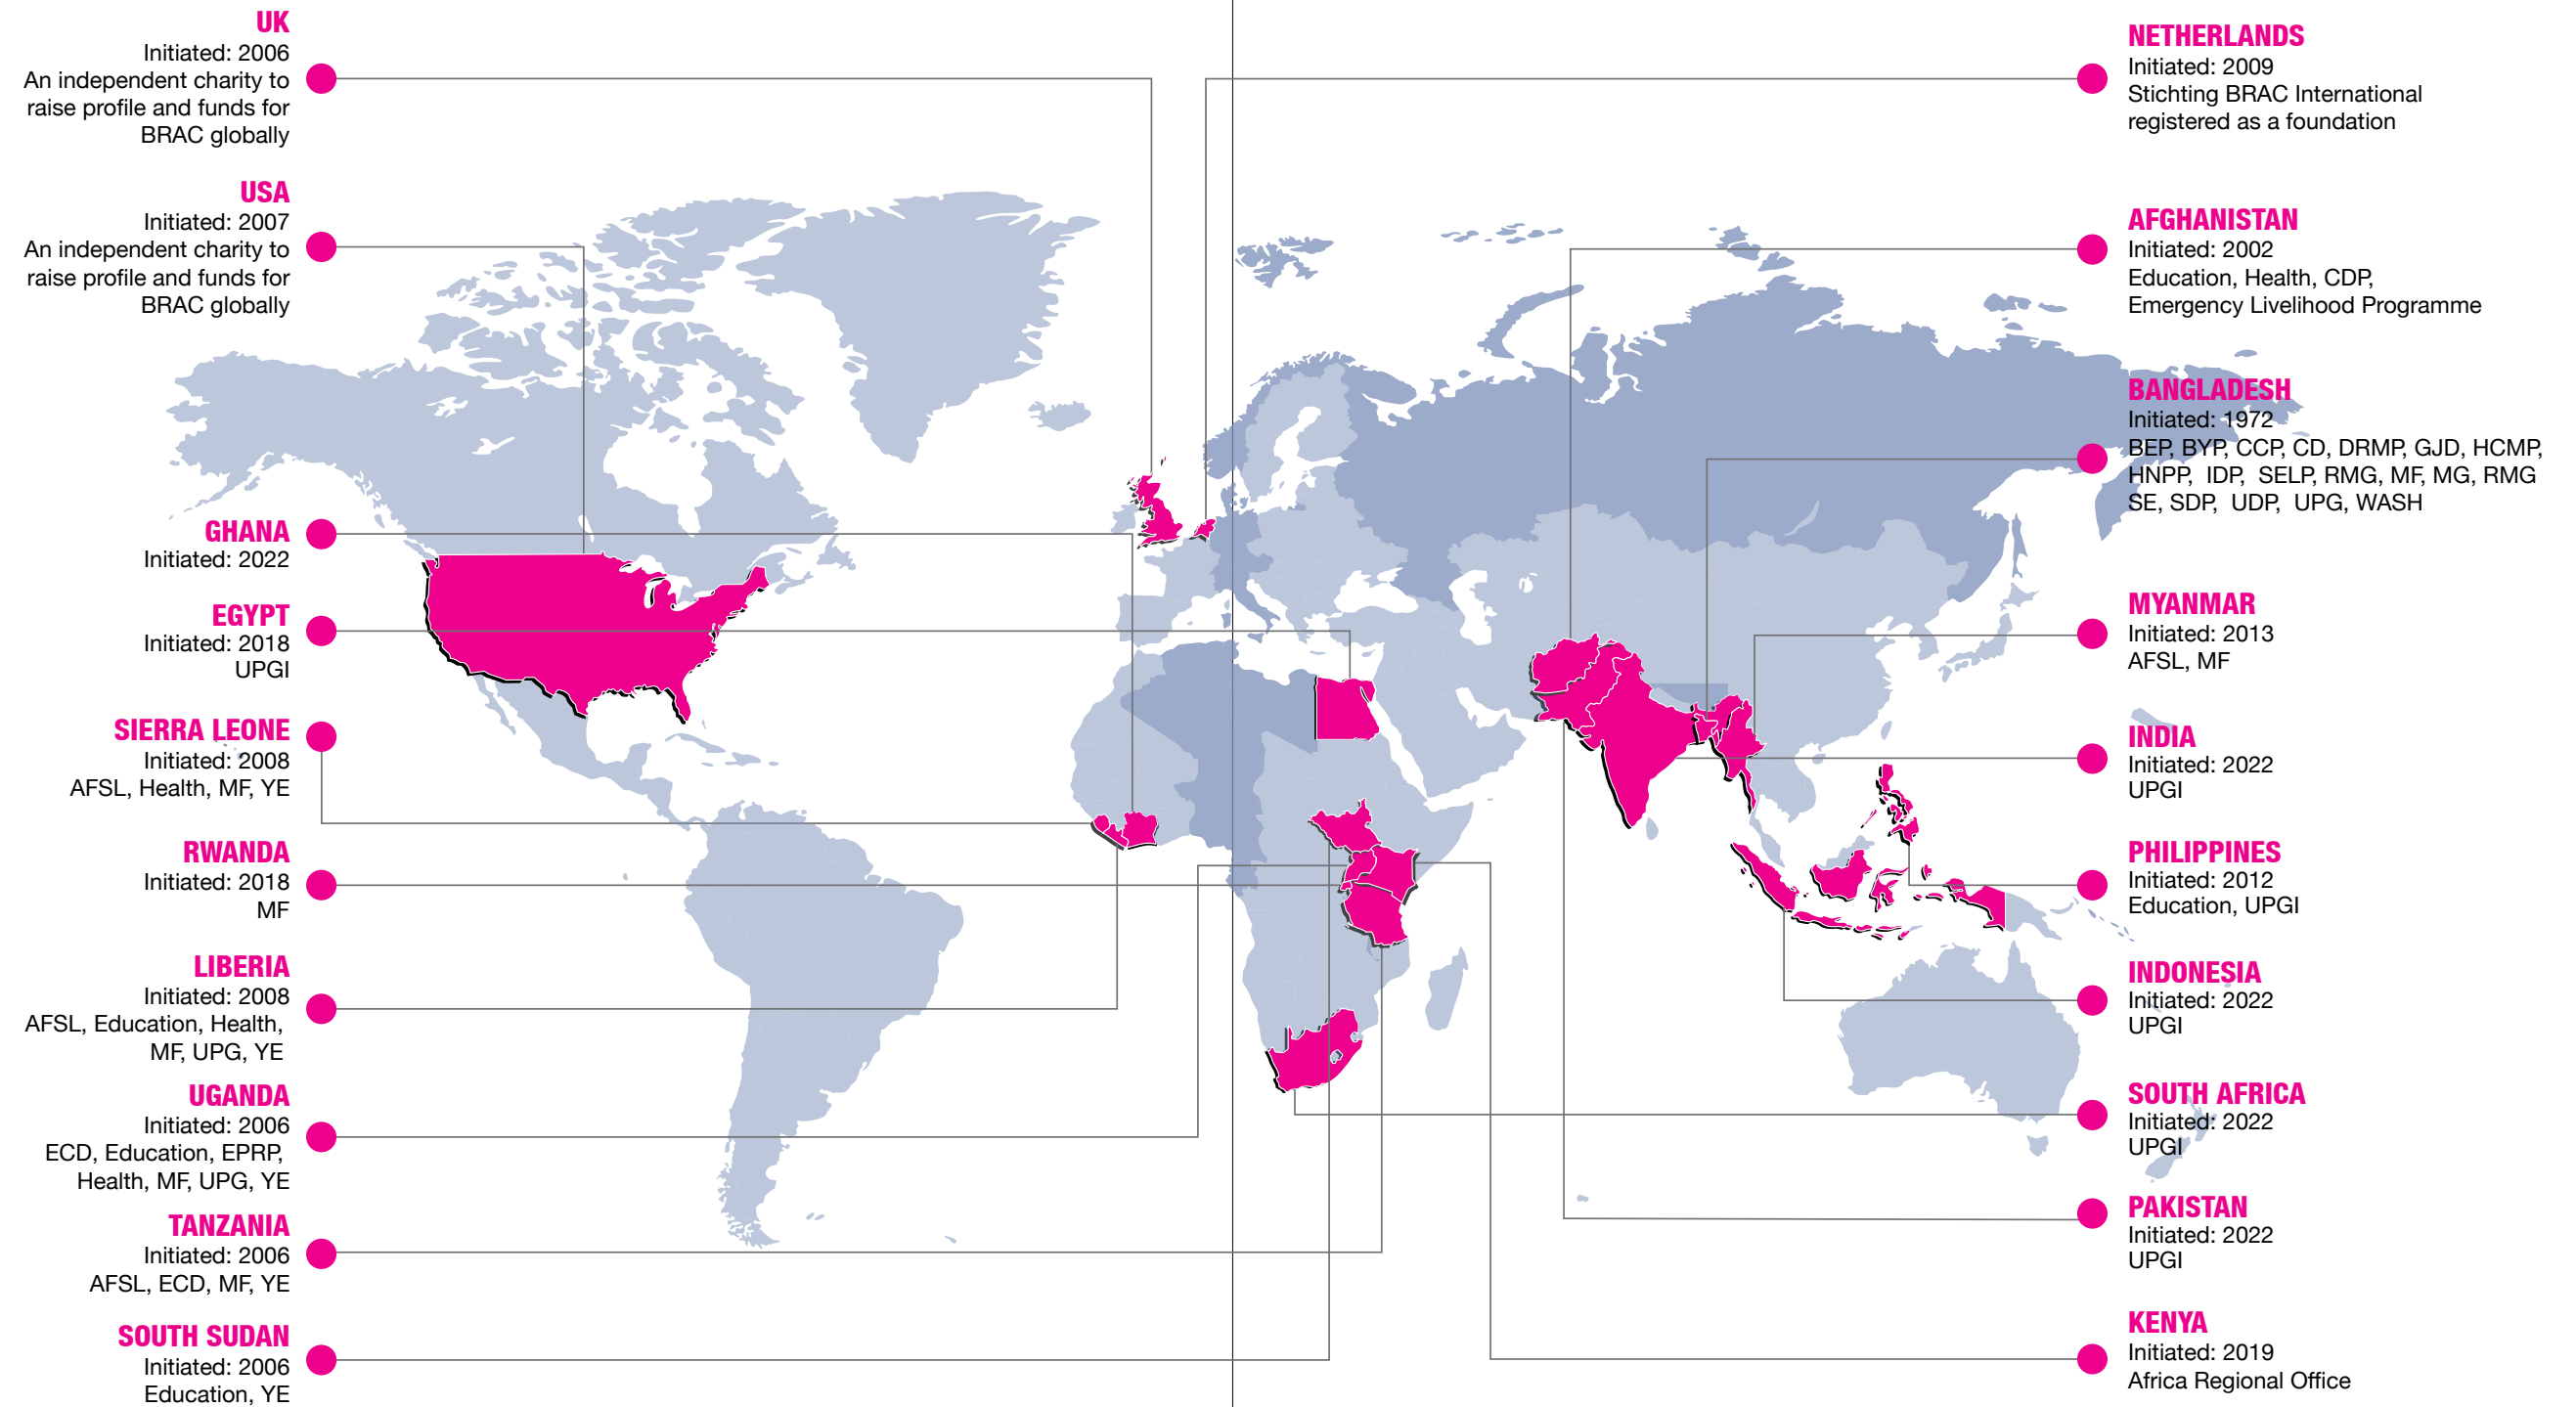 UK
Initiated: 2006
An independent charity to
raise profile and funds for
BRAC globally
USA
Initiated: 2007
An independent charity to
raise profile and funds for
BRAC globally
GHANA
Initiated: 2022
EGYPT
Initiated: 2018
UPGI
SIERRA LEONE
Initiated: 2008
AFSL, Health, MF, YE
RWANDA
Initiated: 2018
MF
LIBERIA
Initiated: 2008
AFSL, Education, Health,
MF, UPG, YE
UGANDA
Initiated: 2006
ECD, Education, EPRP,
Health, MF, UPG, YE
TANZANIA
Initiated: 2006
AFSL, ECD, MF, YE
SOUTH SUDAN
Initiated: 2006
Education, YE
NETHERLANDS
Initiated: 2009
Stichting BRAC International
registered as a foundation
AFGHANISTAN
Initiated: 2002
Education, Health, CDP,
Emergency Livelihood Programme
BANGLADESH
Initiated: 1972
BEP, BYP, CCP, CD, DRMP, GJD, HCMP,
HNPP, IDP, SELP, RMG, MF, MG, RMG
SE, SDP, UDP, UPG, WASH
MYANMAR
Initiated: 2013
AFSL, MF
INDIA
Initiated: 2022
UPGI
PHILIPPINES
Initiated: 2012
Education, UPGI
INDONESIA
Initiated: 2022
UPGI
SOUTH AFRICA
Initiated: 2022
UPGI
PAKISTAN
Initiated: 2022
UPGI
KENYA
Initiated: 2019
Africa Regional Office